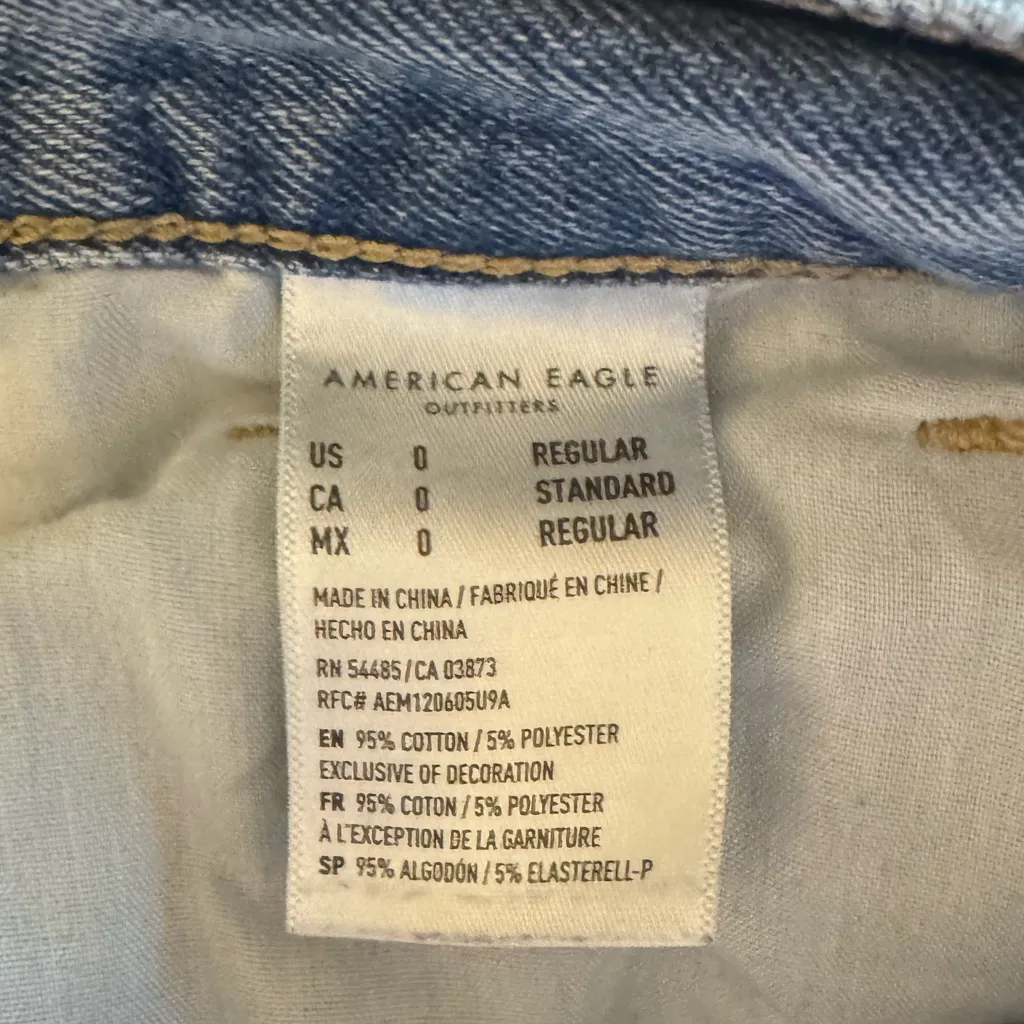 AMERICAN EAGLE
OUTFITTERS
US 0 REGULAR
CA 0 STANDARD
MX 0 REGULAR
MADE IN CHINA / FABRIQUÉ EN CHINE /
HECHO EN CHINA
RN 54485/CA 03873
RFC# AEM120605U9A
EN 95% COTTON / 5% POLYESTER
EXCLUSIVE OF DECORATION
FR 95% COTON / 5% POLYESTER
À L'EXCEPTION DE LA GARNITURE
SP 95% ALGODÓN / 5% ELASTERELL-P